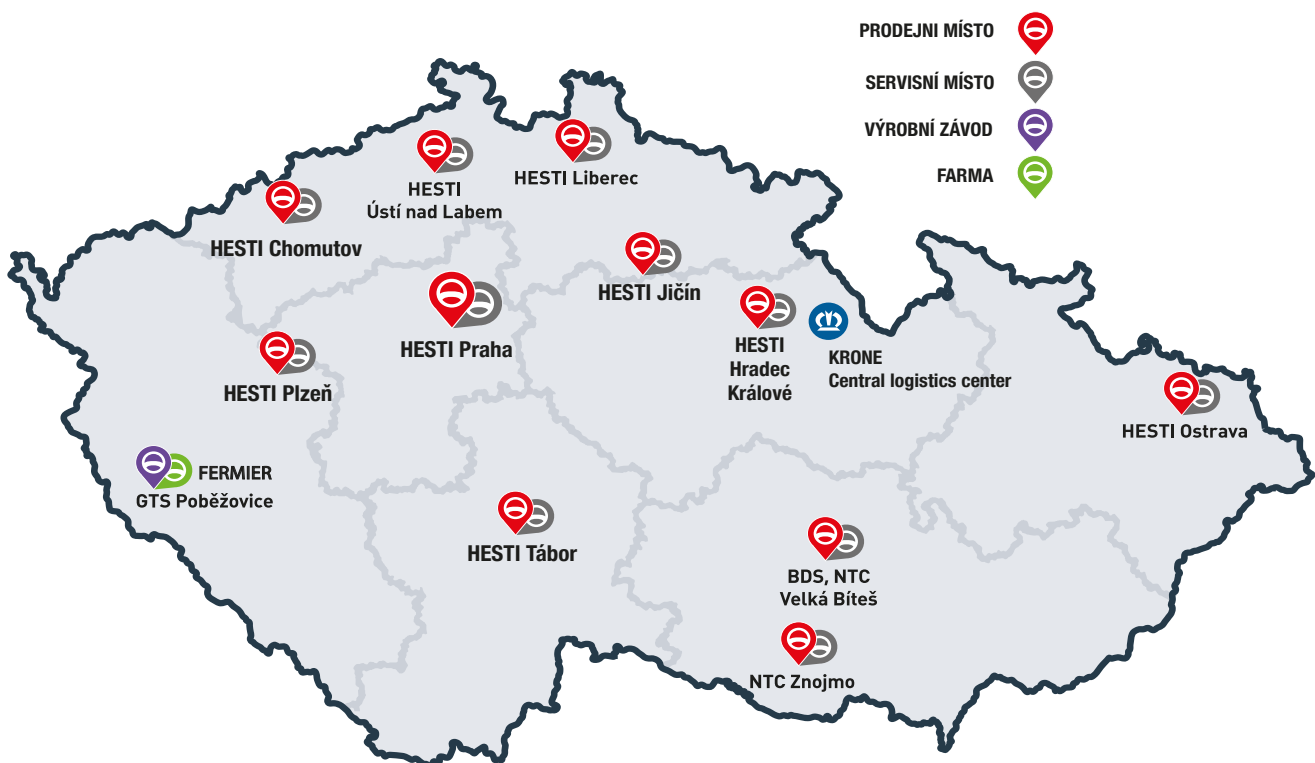 PRODEJNI MÍSTO
SERVISNÍ MÍSTO
VÝROBNÍ ZÁVOD
FARMA
HESTI
Ústí nad Labem
HESTI Liberec
HESTI Chomutov
HESTI Jičín
HESTI Praha
HESTI
Hradec
Králové
KRONE
Central logistics center
HESTI Plzeň
HESTI Ostrava
FERMIER
GTS Poběžovice
HESTI Tábor
BDS, NTC
Velká Bíteš
NTC Znojmo